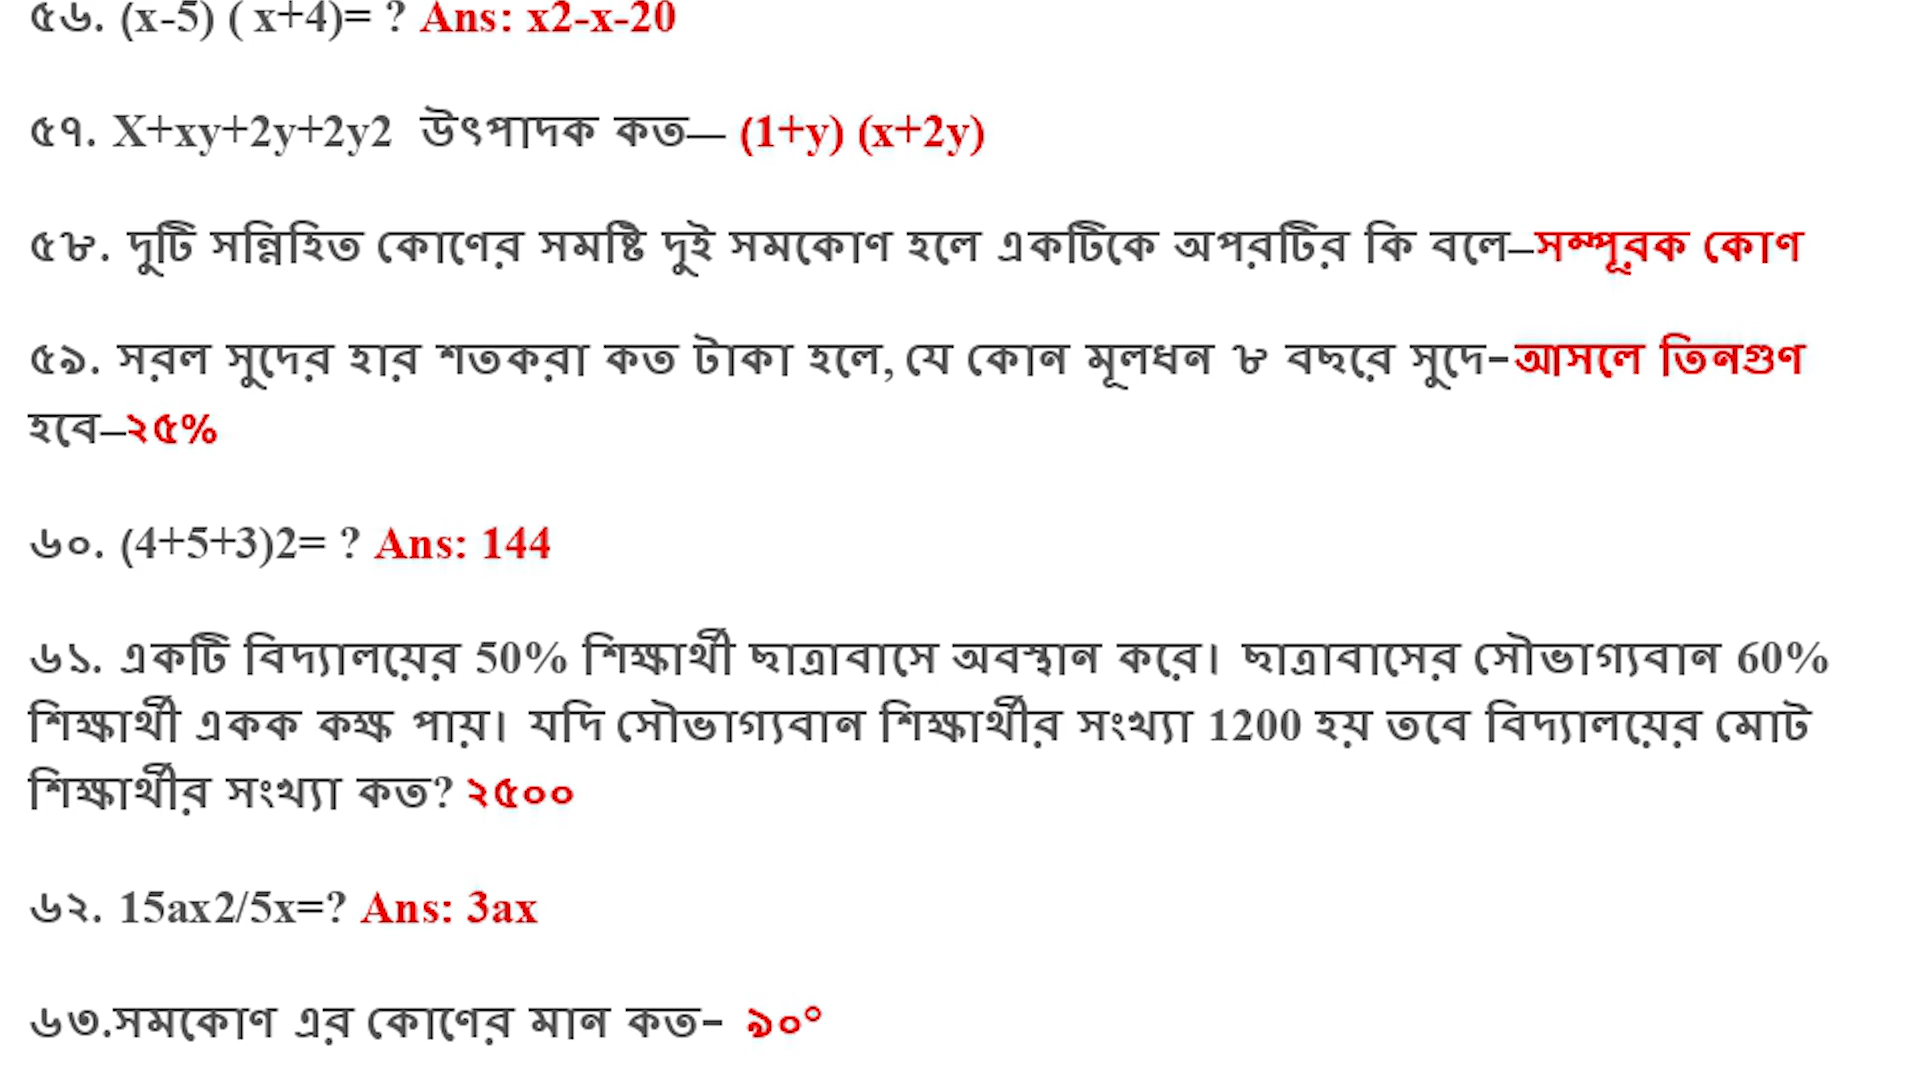 ৫৬. (x-5) ( x+4)= ? Ans: x2-x-20
৫৭. X+xy+2y+2y2 উৎপাদক কত— (1+y) (x+2y)
৫৮. দুটি সন্নিহিত কোণের সমষ্টি দুই সমকোণ হলে একটিকে অপরটির কি বলে–সম্পূরক কোণ
৫৯. সরল সুদের হার শতকরা কত টাকা হলে, যে কোন মূলধন ৮ বছরে সুদে-আসলে তিনগুণ
হবে–২৫%
৬০. (4+5+3)2= ? Ans: 144
৬১. একটি বিদ্যালয়ের 50% শিক্ষার্থী ছাত্রাবাসে অবস্থান করে। ছাত্রাবাসের সৌভাগ্যবান 60%
শিক্ষার্থী একক কক্ষ পায়। যদি সৌভাগ্যবান শিক্ষার্থীর সংখ্যা 1200 হয় তবে বিদ্যালয়ের মোট
শিক্ষার্থীর সংখ্যা কত? ২৫০০
৬২. 15ax2/5x=? Ans: 3ax
৬৩.সমকোণ এর কোণের মান কত- ৯০°